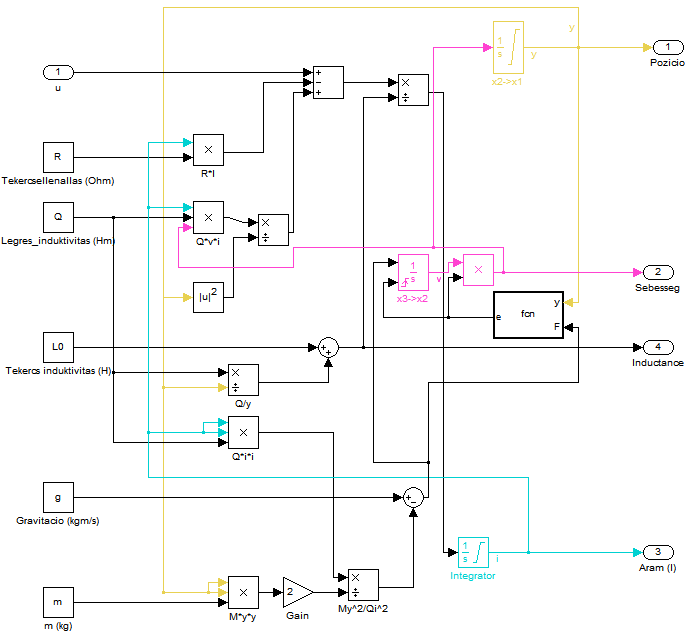 y
1
s
y
x2->x1
1
Pozicio
1
u
+
−
+
×
÷
R
Tekercsellenallas (Ohm)
×
R*I
Q
Legres_induktivitas (Hm)
×
Q*v*i
×
÷
1
s
v
x3->x2
×
2
Sebesseg
|u|2
y
fcn
e
F
L0
Tekercs induktivitas (H)
+
+
4
Inductance
×
÷
Q/y
×
Q*i*i
g
Gravitacio (kgm/s)
+
−
1
s
i
Integrator
3
Aram (I)
m
m (kg)
×
M*y*y
2
Gain
×
÷
My^2/Qi^2